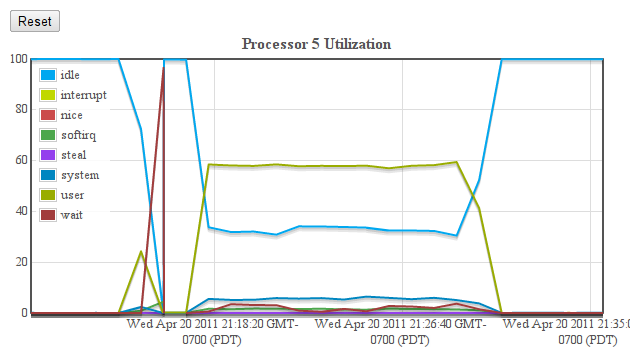 Reset
Processor 5 Utilization
100
80
60
40
20
0
idle
interrupt
nice
softirq
steal
system
user
wait
Wed Apr 20 2011 21:18:20 GMT-
0700 (PDT)
Wed Apr 20 2011 21:26:40 GMT-
0700 (PDT)
Wed Apr 20 2011 21:35:0
0700 (PDT)